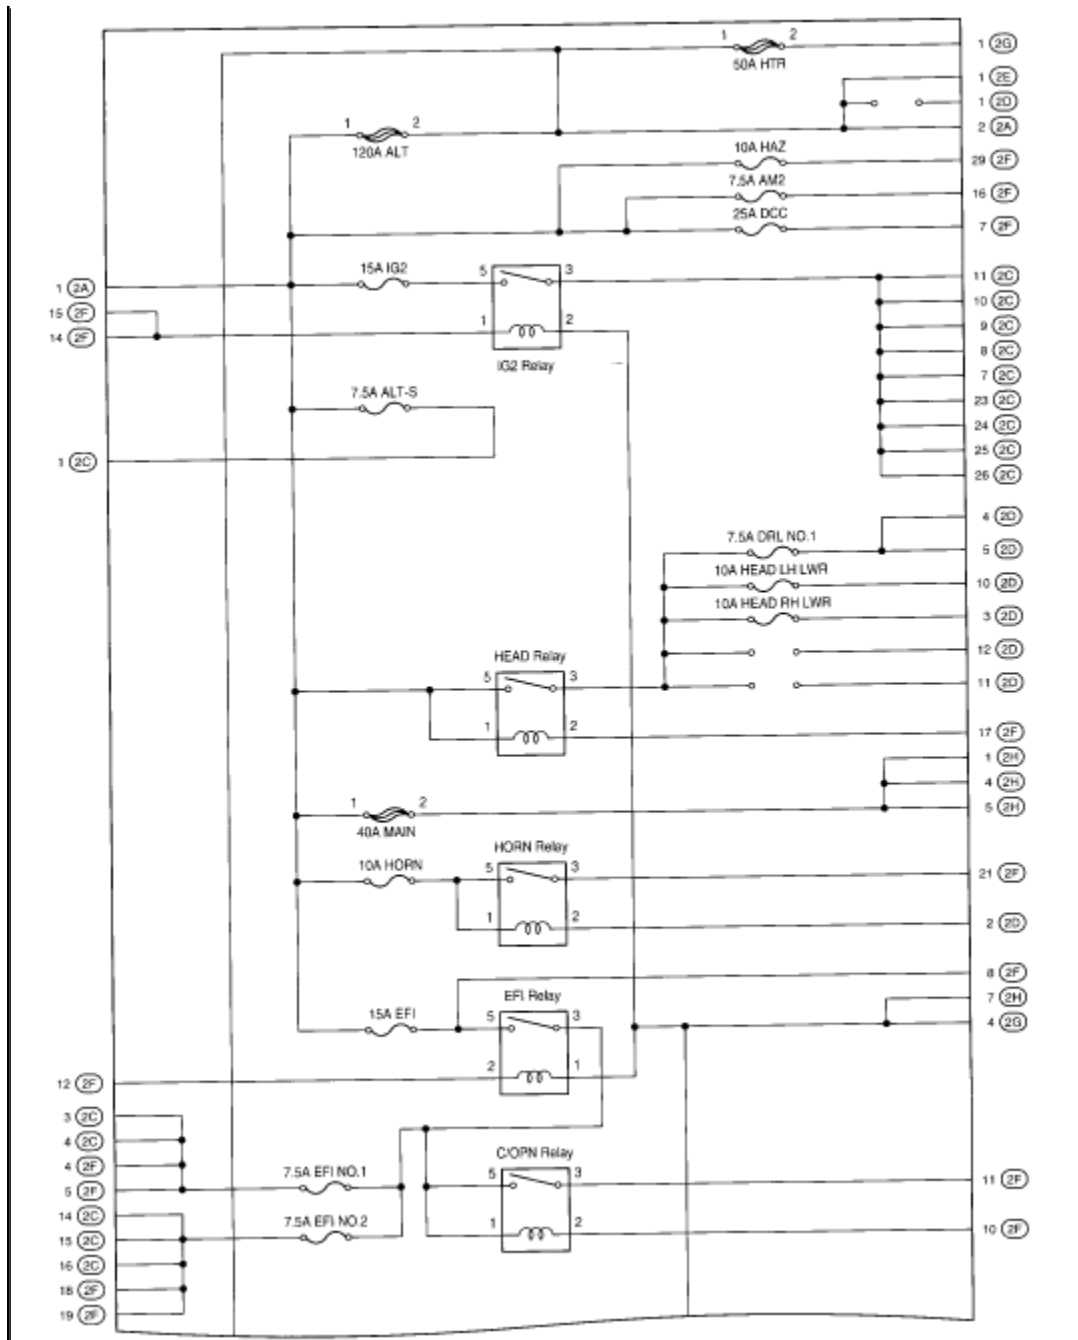 1 2
50A HTR
1 2G
1 2E
1 2D
2 2A
1 2
120A ALT
10A HAZ
29 2F
7.5A AM2
16 2F
25A DCC
7 2F
1 2A
15 2F
14 2F
15A IG2
5 3
1 2
IG2 Relay
11 2C
10 2C
9 2C
8 2C
7 2C
23 2C
24 2C
25 2C
26 2C
7.5A ALT-S
1 2C
4 2D
7.5A DRL NO.1
5 2D
10A HEAD LH LWR
10 2D
10A HEAD RH LWR
3 2D
12 2D
11 2D
HEAD Relay
5 3
1 2
17 2F
1 2H
4 2H
5 2H
1 2
40A MAIN
10A HORN
HORN Relay
5 3
1 2
21 2F
2 2D
8 2F
7 2H
4 2G
15A EFI
EFI Relay
5 3
2 1
12 2F
3 2C
4 2C
4 2F
5 2F
14 2C
15 2C
16 2C
18 2F
19 2F
7.5A EFI NO.1
7.5A EFI NO.2
C/OPN Relay
5 3
1 2
11 2F
10 2F